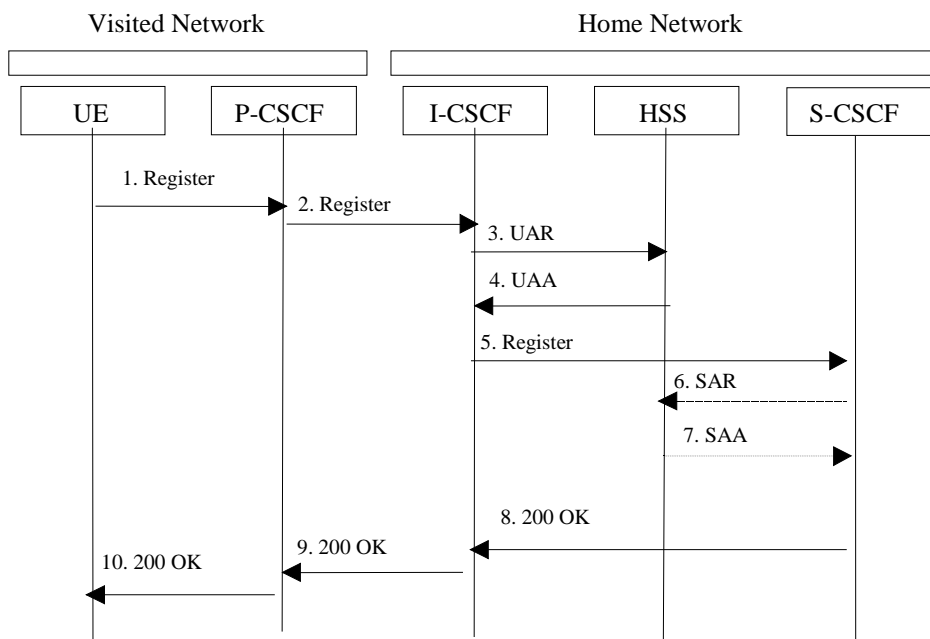 Visited Network
Home Network
UE
P-CSCF
I-CSCF
HSS
S-CSCF
1. Register
2. Register
3. UAR
4. UAA
5. Register
6. SAR
7. SAA
8. 200 OK
9. 200 OK
10. 200 OK